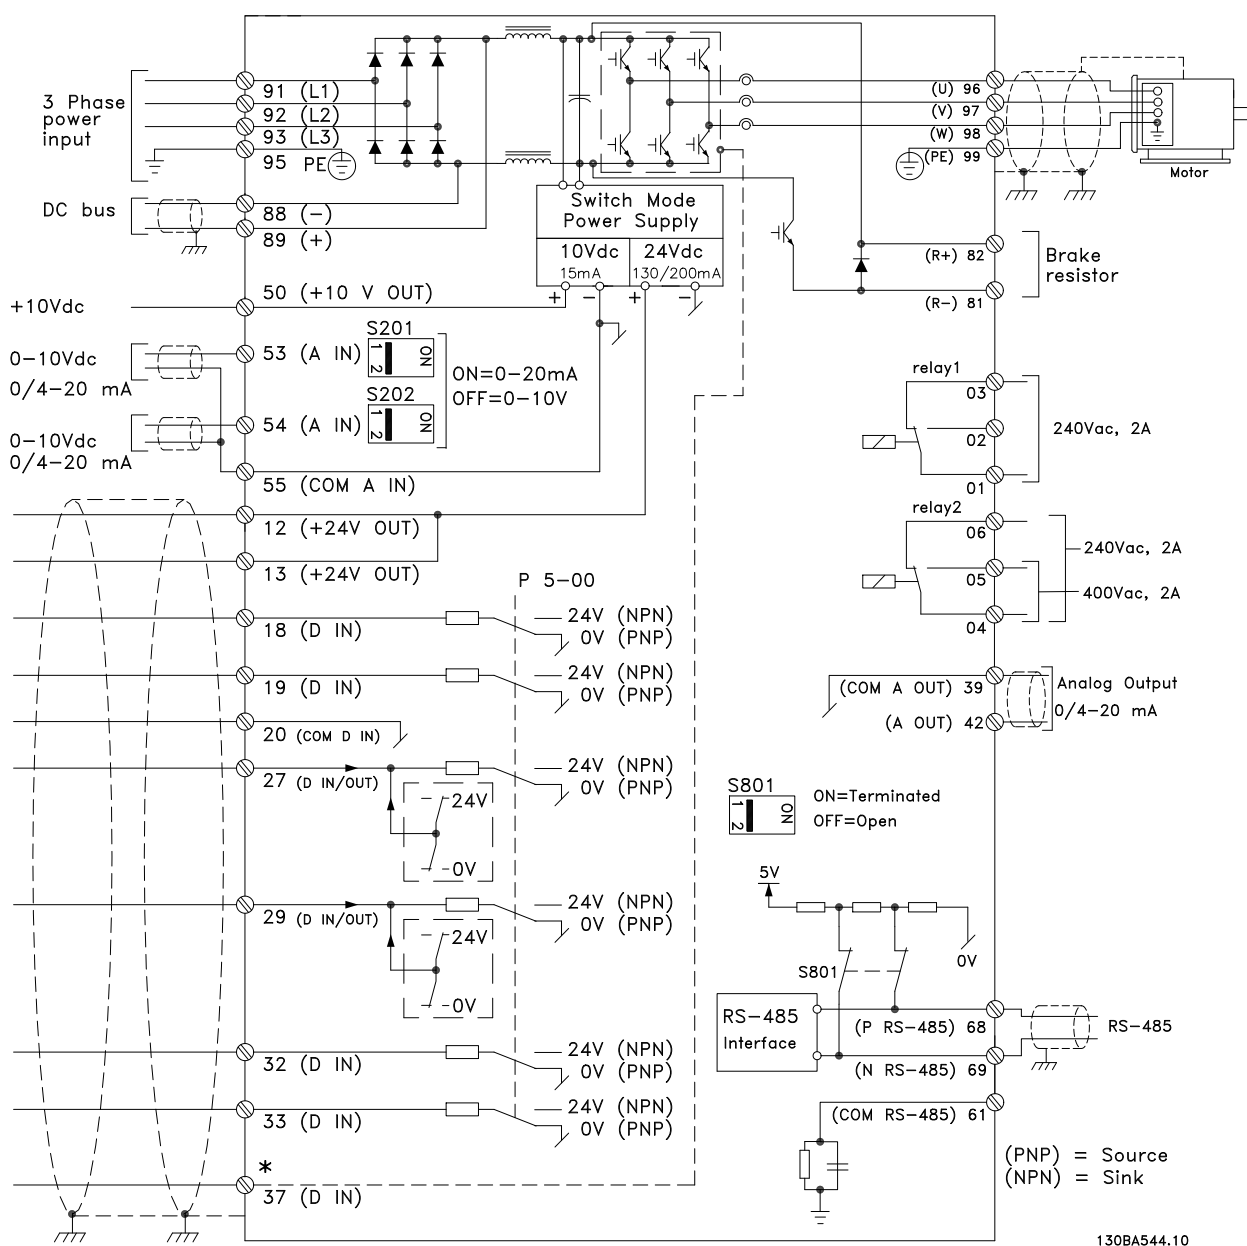 3 Phase
power
input
91 (L1)
92 (L2)
93 (L3)
95 PE
DC bus
88 (−)
89 (+)
+10Vdc
50 (+10 V OUT)
0−10Vdc
0/4−20 mA
53 (A IN)
S201
1 2 ON
ON=0−20mA
OFF=0−10V
0−10Vdc
0/4−20 mA
54 (A IN)
S202
1 2 ON
55 (COM A IN)
12 (+24V OUT)
13 (+24V OUT)
P 5−00
18 (D IN)
24V (NPN)
0V (PNP)
19 (D IN)
24V (NPN)
0V (PNP)
20 (COM D IN)
27 (D IN/OUT)
24V (NPN)
0V (PNP)
24V
0V
29 (D IN/OUT)
24V (NPN)
0V (PNP)
24V
0V
32 (D IN)
24V (NPN)
0V (PNP)
33 (D IN)
24V (NPN)
0V (PNP)
*
37 (D IN)
Switch Mode
Power Supply
10Vdc
15mA
24Vdc
130/200mA
+ − + −
(U) 96
(V) 97
(W) 98
(PE) 99
Motor
(R+) 82
(R−) 81
Brake
resistor
relay1
03
02
01
240Vac, 2A
relay2
06
05
04
240Vac, 2A
400Vac, 2A
(COM A OUT) 39
(A OUT) 42
Analog Output
0/4−20 mA
S801
1 2 ON
ON=Terminated
OFF=Open
5V
0V
S801
RS−485
Interface
(P RS−485) 68
(N RS−485) 69
RS−485
(COM RS−485) 61
(PNP) = Source
(NPN) = Sink
130BA544.10